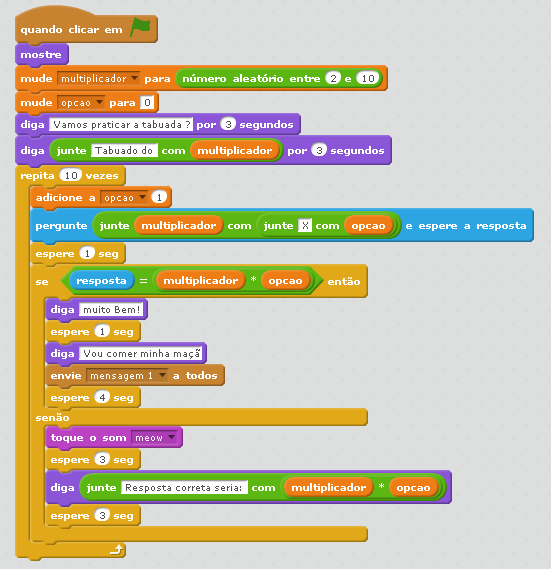 quando clicar em
mostre
mude multiplicador para número aleatório entre 2 e 10
mude opcao para 0
diga Vamos praticar a tabuada ? por 3 segundos
diga junte Tabuado do com multiplicador por 3 segundos
repita 10 vezes
adicione a opcao 1
pergunte junte multiplicador com junte X com opcao e espere a resposta
espere 1 seg
se resposta = multiplicador * opcao então
diga muito Bem!
espere 1 seg
diga Vou comer minha maçã
envie mensagem 1 a todos
espere 4 seg
senão
toque o som meow
espere 3 seg
diga junte Resposta correta seria: com multiplicador * opcao
espere 3 seg